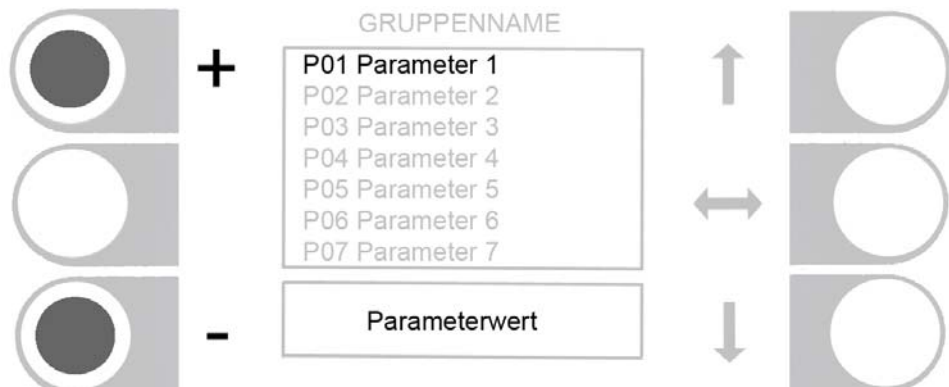 GRUPPENNAME
+
P01 Parameter 1
P02 Parameter 2
P03 Parameter 3
P04 Parameter 4
P05 Parameter 5
P06 Parameter 6
P07 Parameter 7
-
Parameterwert